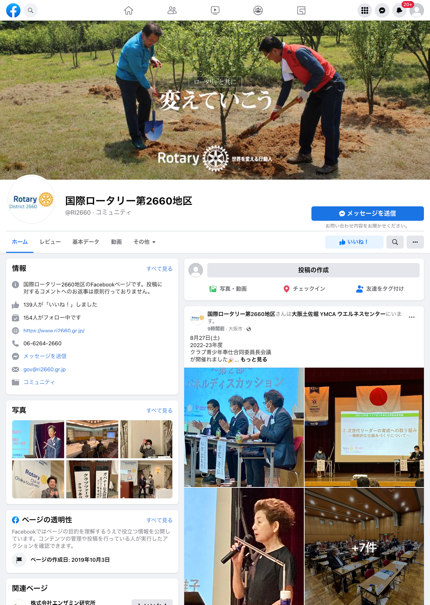 20+
ロータリーと共に
変えていこう
Rotary
世界を変える行動人
Rotary
District 2660
国際ロータリー第2660地区
@RI2660・コミュニティ
メッセージを送信
お問い合わせ内容をお聞かせください。
ホーム
レビュー
基本データ
動画
その他
いいね！
情報
すべて見る
国際ロータリー2660地区のFacebookページです。投稿に
対するコメントへのお返事は原則行っておりません。
139人が「いいね！」しました
154人がフォロー中です
https://www.ri2660.gr.jp/
06-6264-2660
メッセージを送信
gov@ri2660.gr.jp
コミュニティ
写真
すべて見る
ページの透明性
すべて見る
Facebookではページの目的を理解するうえで役立つ情報を公開し
ています。コンテンツの管理や投稿を行っている人が実行したア
クションを確認できます。
ページの作成日: 2019年10月3日
関連ページ
株式会社エンザミン研究所
投稿の作成
写真・動画
チェックイン
友達をタグ付け
国際ロータリー第2660地区さんは大阪土佐堀 YMCA ウエルネスセンターにいま
す。
9時間前・大阪市・
8月27日(土)
2022-23年度
クラブ青少年奉仕合同委員長会議
が開催されました
... もっと見る
+7件